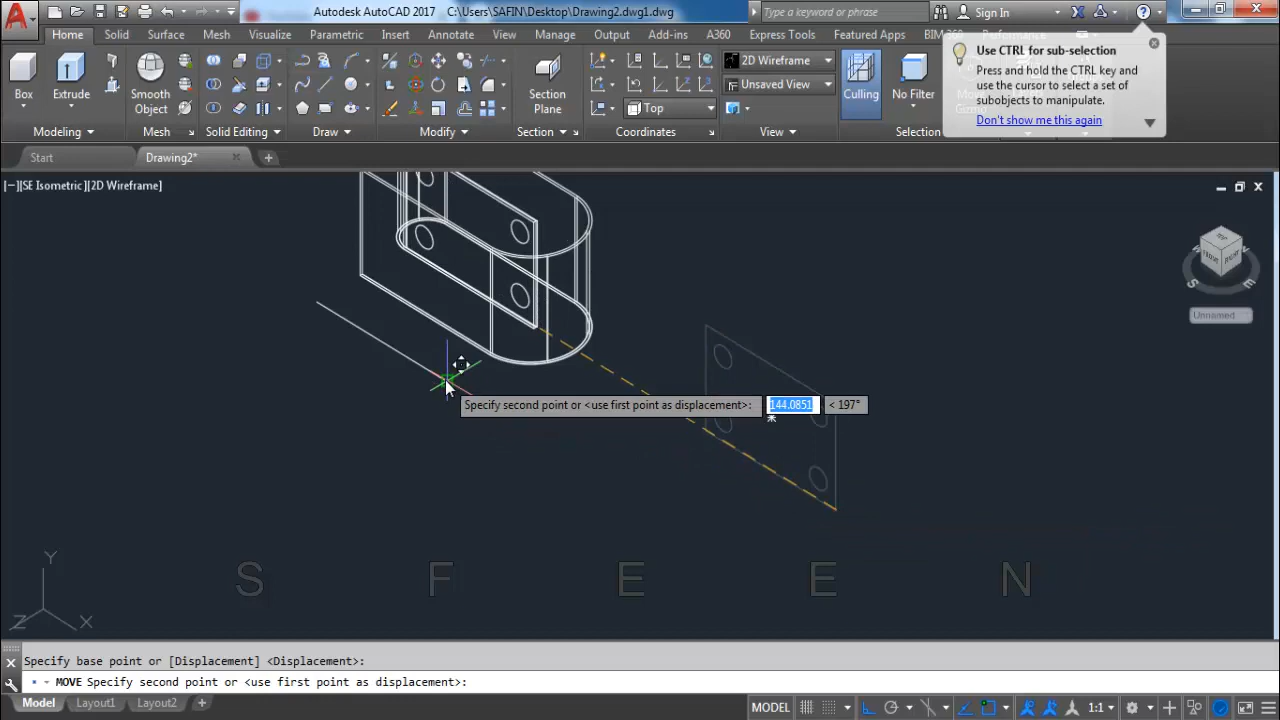 Autodesk AutoCAD 2017 C:\Users\SAFIN\Desktop\Drawing2.dwg1.dwg
Type a keyword or phrase
Sign In
Home Solid Surface Mesh Visualize Parametric Insert Annotate View Manage Output Add-ins A360 Express Tools Featured Apps BIM 360 Performance
Box
Extrude
Smooth
Object
Section
Plane
2D Wireframe
Unsaved View
Top
Culling
No Filter
Modeling
Mesh
Solid Editing
Draw
Modify
Section
Coordinates
View
Selection
Use CTRL for sub-selection
Press and hold the CTRL key and
use the cursor to select a set of
subobjects to manipulate.
Don't show me this again
Start
Drawing2*
[−][SE Isometric][2D Wireframe]
Unnamed
Specify second point or <use first point as displacement>: 144.0851 < 197°
Y
Z
X
S F E E N
Specify base point or [Displacement] <Displacement>:
MOVE Specify second point or <use first point as displacement>:
Model Layout1 Layout2 +
MODEL
1:1